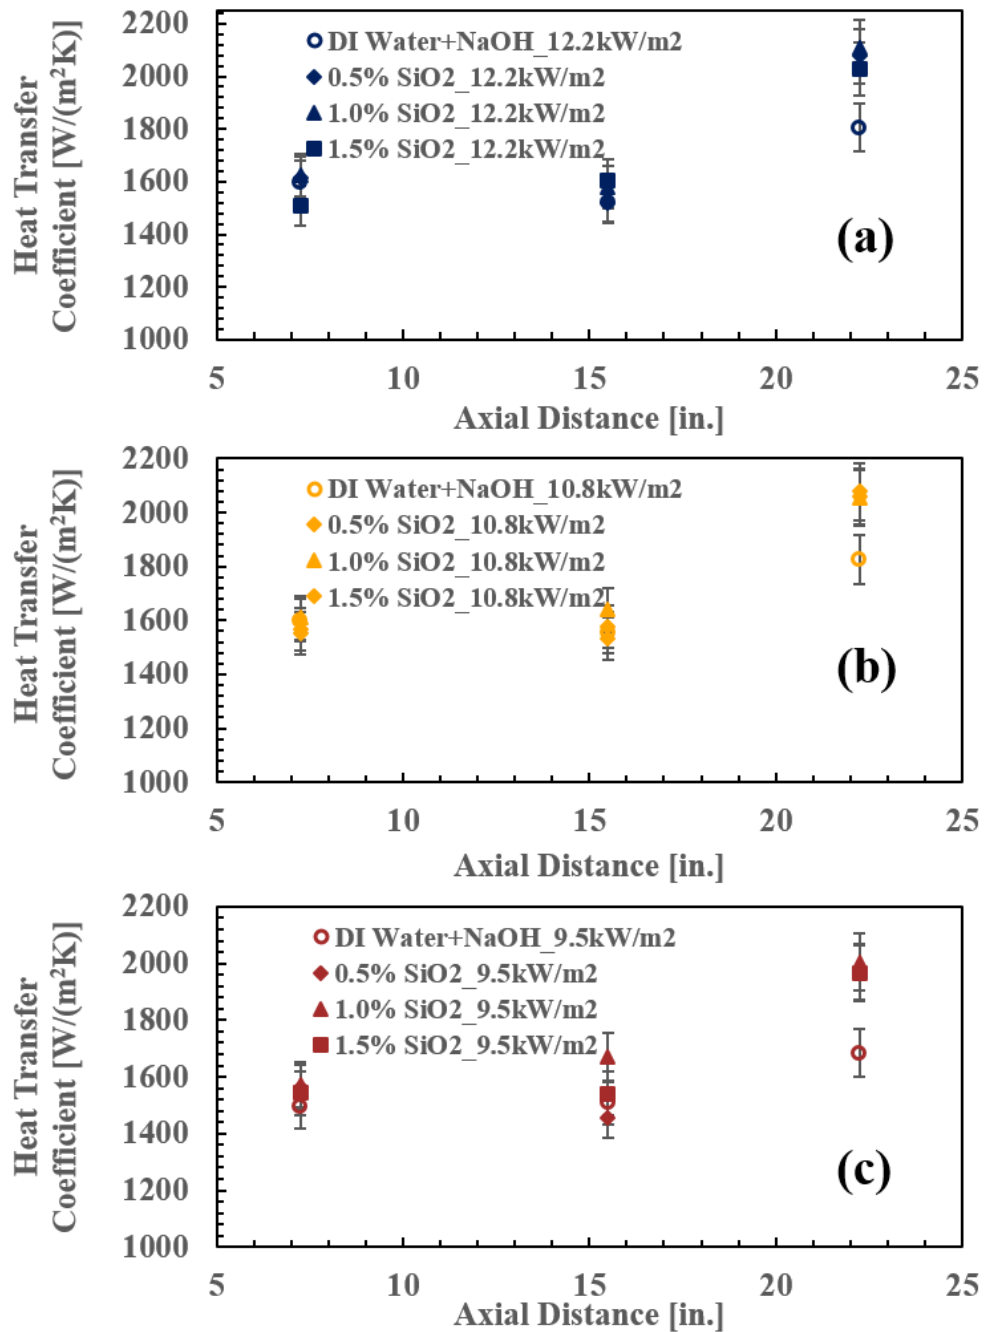 Heat Transfer
Coefficient [W/(m²K)]
2200
2000
1800
1600
1400
1200
1000
DI Water+NaOH_12.2kW/m2
0.5% SiO2_12.2kW/m2
1.0% SiO2_12.2kW/m2
1.5% SiO2_12.2kW/m2
(a)
5 10 15 20 25
Axial Distance [in.]
Heat Transfer
Coefficient [W/(m²K)]
2200
2000
1800
1600
1400
1200
1000
DI Water+NaOH_10.8kW/m2
0.5% SiO2_10.8kW/m2
1.0% SiO2_10.8kW/m2
1.5% SiO2_10.8kW/m2
(b)
5 10 15 20 25
Axial Distance [in.]
Heat Transfer
Coefficient [W/(m²K)]
2200
2000
1800
1600
1400
1200
1000
DI Water+NaOH_9.5kW/m2
0.5% SiO2_9.5kW/m2
1.0% SiO2_9.5kW/m2
1.5% SiO2_9.5kW/m2
(c)
5 10 15 20 25
Axial Distance [in.]